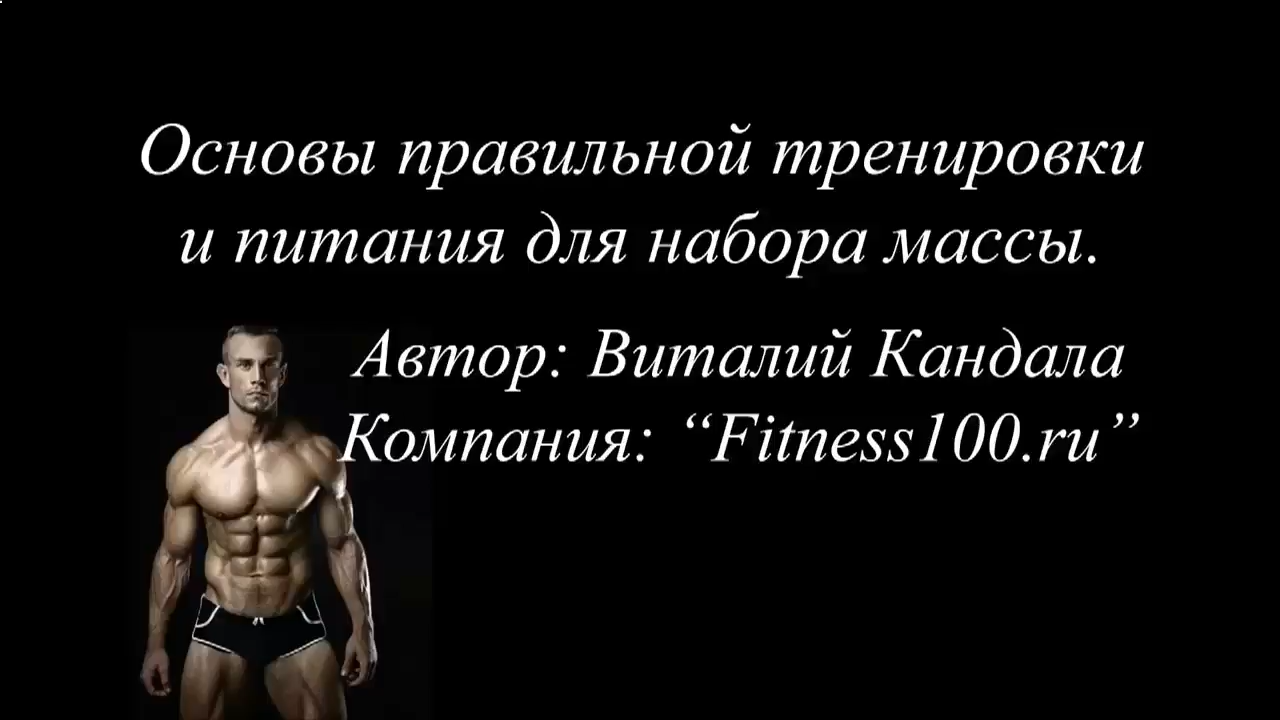 Основы правильной тренировки
и питания для набора массы.
Автор: Виталий Кандала
Компания: “Fitness100.ru”